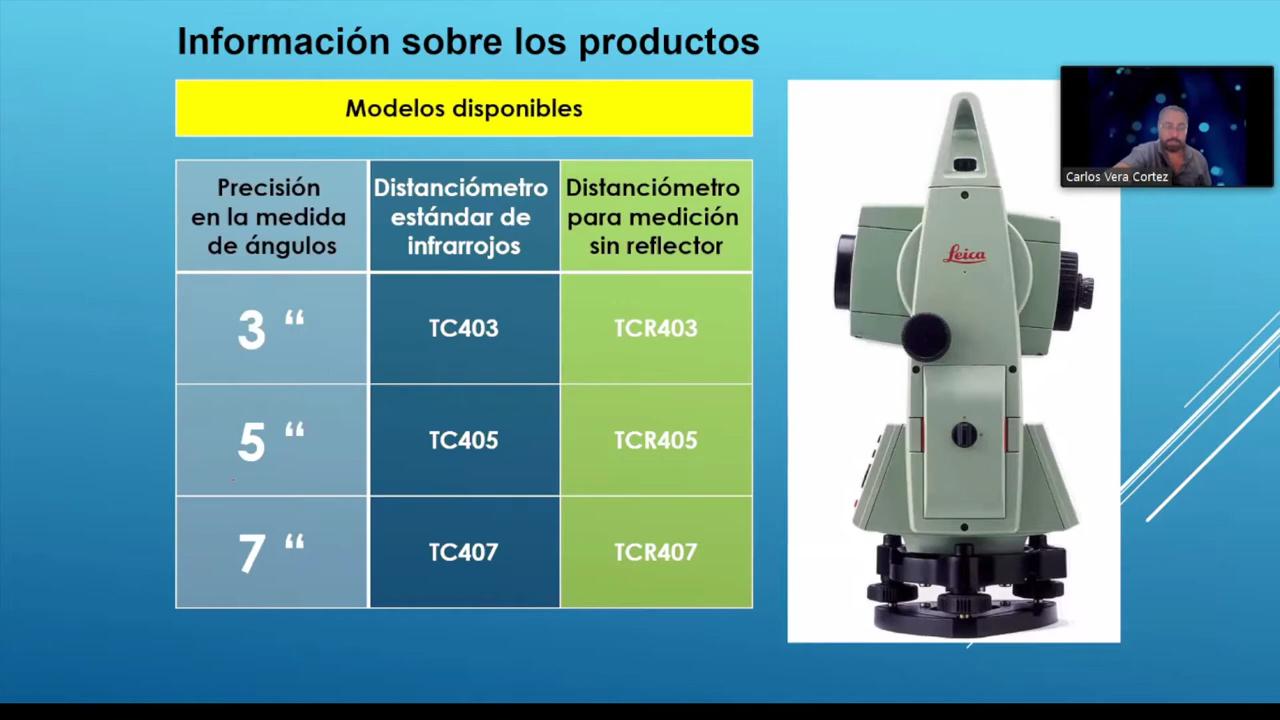 Información sobre los productos
Modelos disponibles
Precisión
en la medida
de ángulos
Distanciómetro
estándar de
infrarrojos
Distanciómetro
para medición
sin reflector
3 “
TC403
TCR403
5 “
TC405
TCR405
7 “
TC407
TCR407
Leica
Carlos Vera Cortez